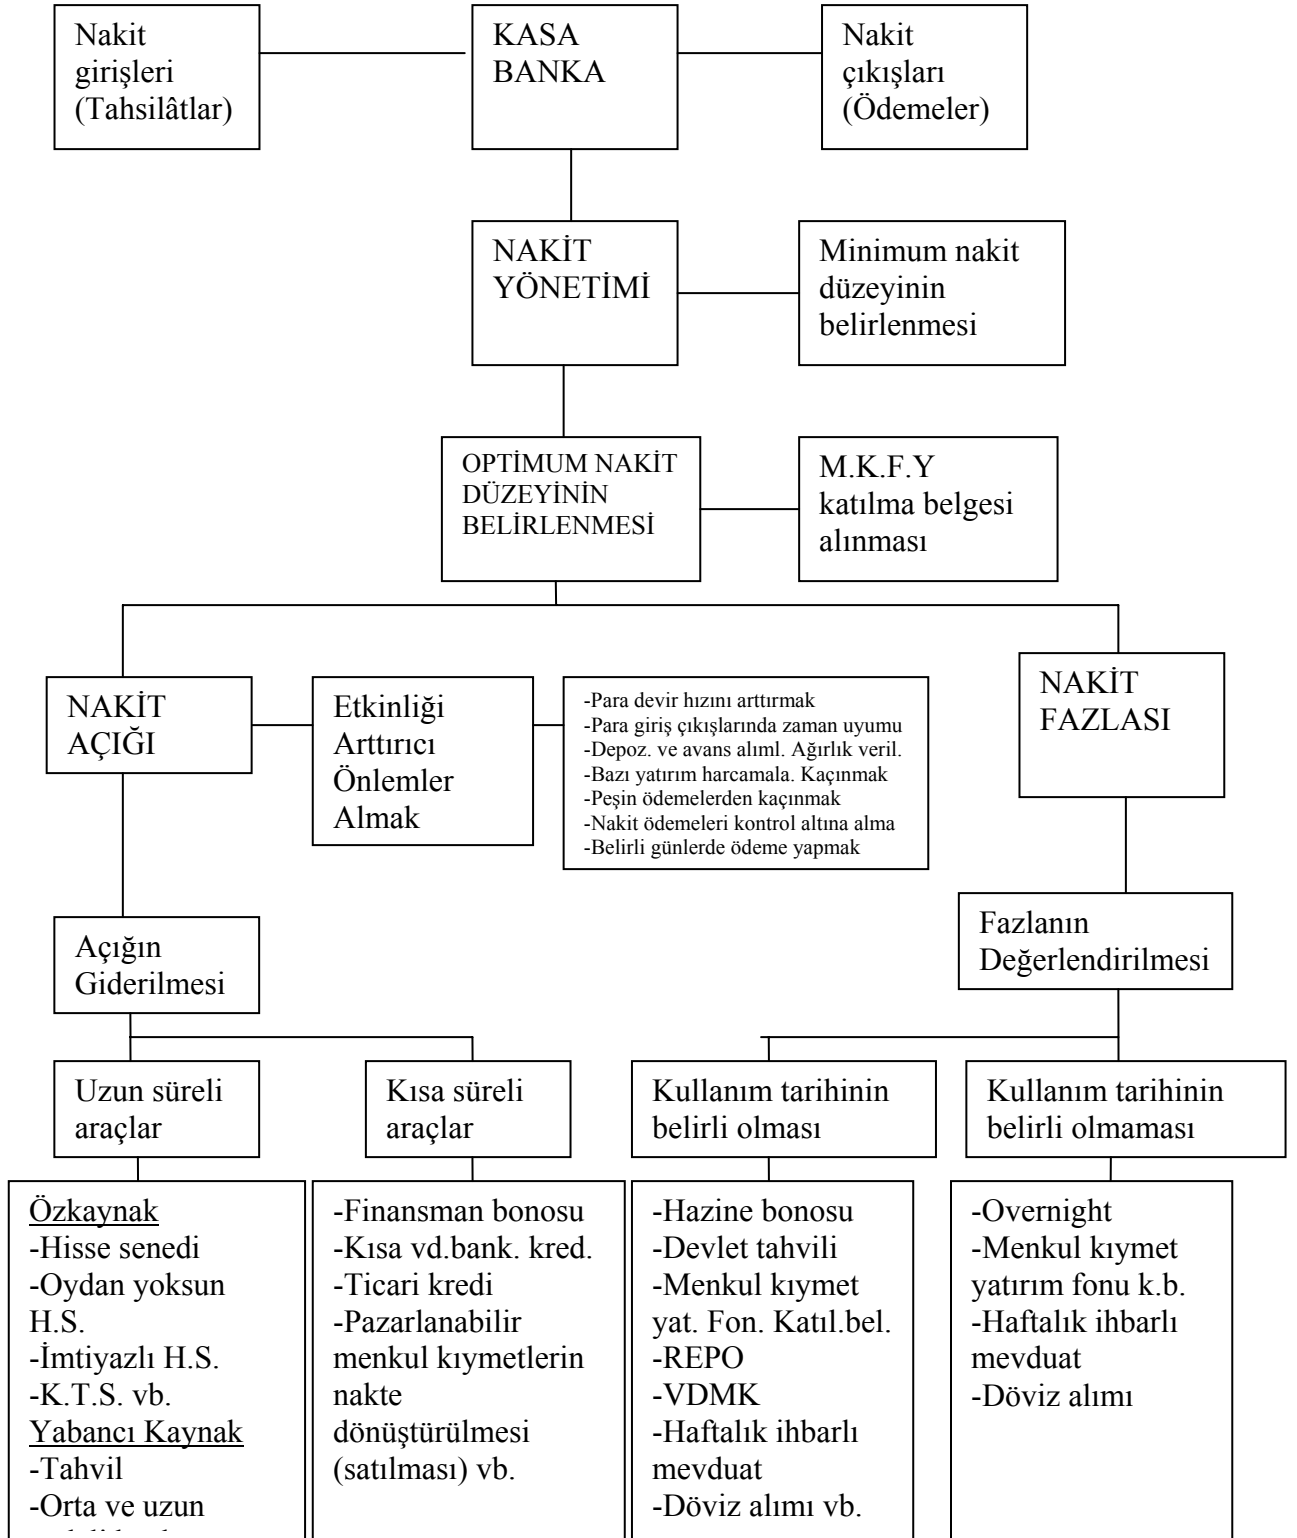 Nakit
girişleri
(Tahsilâtlar)
KASA
BANKA
Nakit
çıkışları
(Ödemeler)
NAKİT
YÖNETİMİ
Minimum nakit
düzeyinin
belirlenmesi
OPTİMUM NAKİT
DÜZEYİNİN
BELİRLENMESİ
M.K.F.Y
katılma belgesi
alınması
NAKİT
AÇIĞI
Etkinliği
Arttırıcı
Önlemler
Almak
-Para devir hızını arttırmak
-Para giriş çıkışlarında zaman uyumu
-Depoz. ve avans alıml. Ağırlık veril.
-Bazı yatırım harcamala. Kaçınmak
-Peşin ödemelerden kaçınmak
-Nakit ödemeleri kontrol altına alma
-Belirli günlerde ödeme yapmak
NAKİT
FAZLASI
Açığın
Giderilmesi
Fazlanın
Değerlendirilmesi
Uzun süreli
araçlar
Kısa süreli
araçlar
Kullanım tarihinin
belirli olması
Kullanım tarihinin
belirli olmaması
Özkaynak
-Hisse senedi
-Oydan yoksun
H.S.
-İmtiyazlı H.S.
-K.T.S. vb.
Yabancı Kaynak
-Tahvil
-Orta ve uzun
-Finansman bonosu
-Kısa vd.bank. kred.
-Ticari kredi
-Pazarlanabilir
menkul kıymetlerin
nakte
dönüştürülmesi
(satılması) vb.
-Hazine bonosu
-Devlet tahvili
-Menkul kıymet
yat. Fon. Katıl.bel.
-REPO
-VDMK
-Haftalık ihbarlı
mevduat
-Döviz alımı vb.
-Overnight
-Menkul kıymet
yatırım fonu k.b.
-Haftalık ihbarlı
mevduat
-Döviz alımı